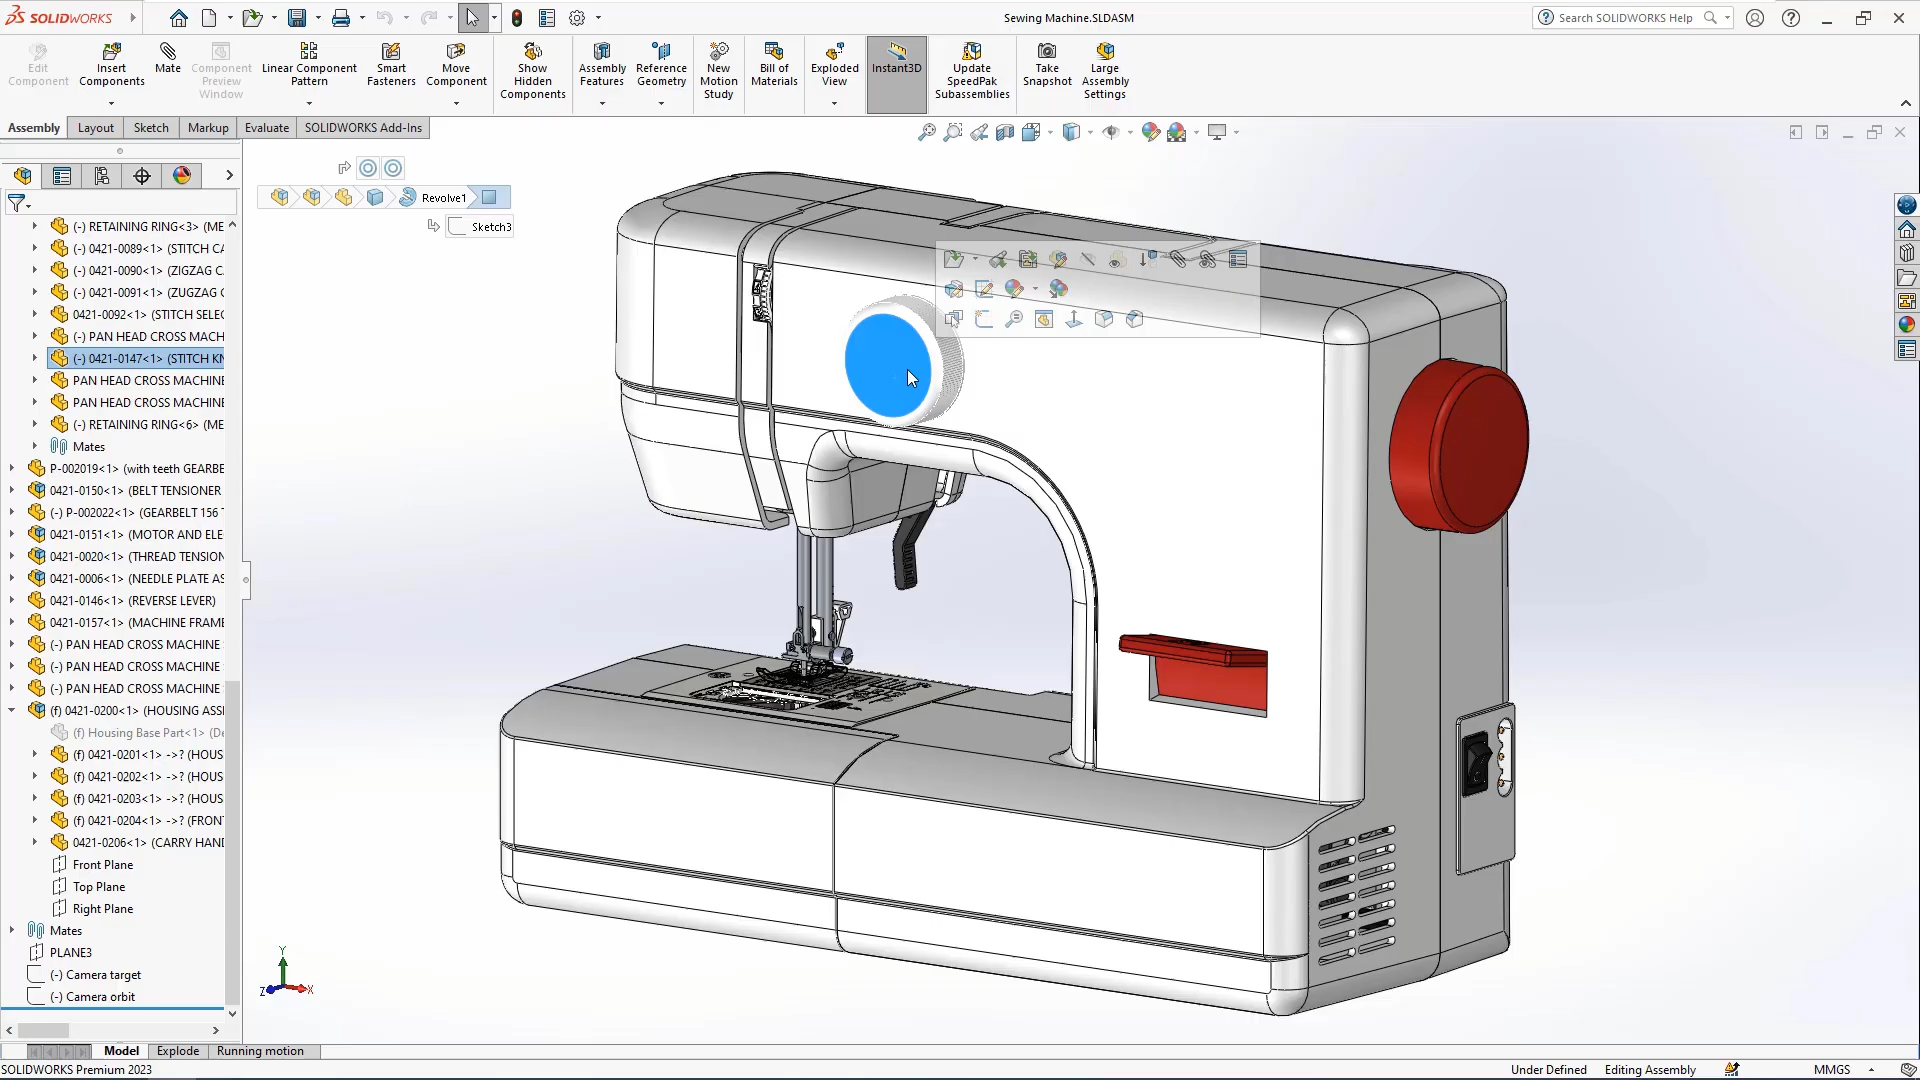 SOLIDWORKS
Sewing Machine.SLDASM
Search SOLIDWORKS Help
Edit Component
Insert Components
Mate
Component Preview Window
Linear Component Pattern
Smart Fasteners
Move Component
Show Hidden Components
Assembly Features
Reference Geometry
New Motion Study
Bill of Materials
Exploded View
Instant3D
Update SpeedPak Subassemblies
Take Snapshot
Large Assembly Settings
Assembly
Layout
Sketch
Markup
Evaluate
SOLIDWORKS Add-Ins
Revolve1
Sketch3
(-) RETAINING RING<3> (ME
(-) 0421-0089<1> (STITCH CA
(-) 0421-0090<1> (ZIGZAG C
(-) 0421-0091<1> (ZUGZAG C
0421-0092<1> (STITCH SELEC
(-) PAN HEAD CROSS MACH
(-) 0421-0147<1> (STITCH KN
PAN HEAD CROSS MACHINE
PAN HEAD CROSS MACHINE
(-) RETAINING RING<6> (ME
Mates
P-002019<1> (with teeth GEARBE
0421-0150<1> (BELT TENSIONER
(-) P-002022<1> (GEARBELT 156 T
0421-0151<1> (MOTOR AND ELE
0421-0020<1> (THREAD TENSION
0421-0006<1> (NEEDLE PLATE AS
0421-0146<1> (REVERSE LEVER)
0421-0157<1> (MACHINE FRAME
(-) PAN HEAD CROSS MACHINE
(-) PAN HEAD CROSS MACHINE
(-) PAN HEAD CROSS MACHINE
(f) 0421-0200<1> (HOUSING ASSE
(f) Housing Base Part<1> (De
(f) 0421-0201<1> ->? (HOUS
(f) 0421-0202<1> ->? (HOUS
(f) 0421-0203<1> ->? (HOUS
(f) 0421-0204<1> ->? (FRON
0421-0206<1> (CARRY HAND
Front Plane
Top Plane
Right Plane
Mates
PLANE3
(-) Camera target
(-) Camera orbit
Y
Z
X
Model
Explode
Running motion
SOLIDWORKS Premium 2023
Under Defined
Editing Assembly
MMGS